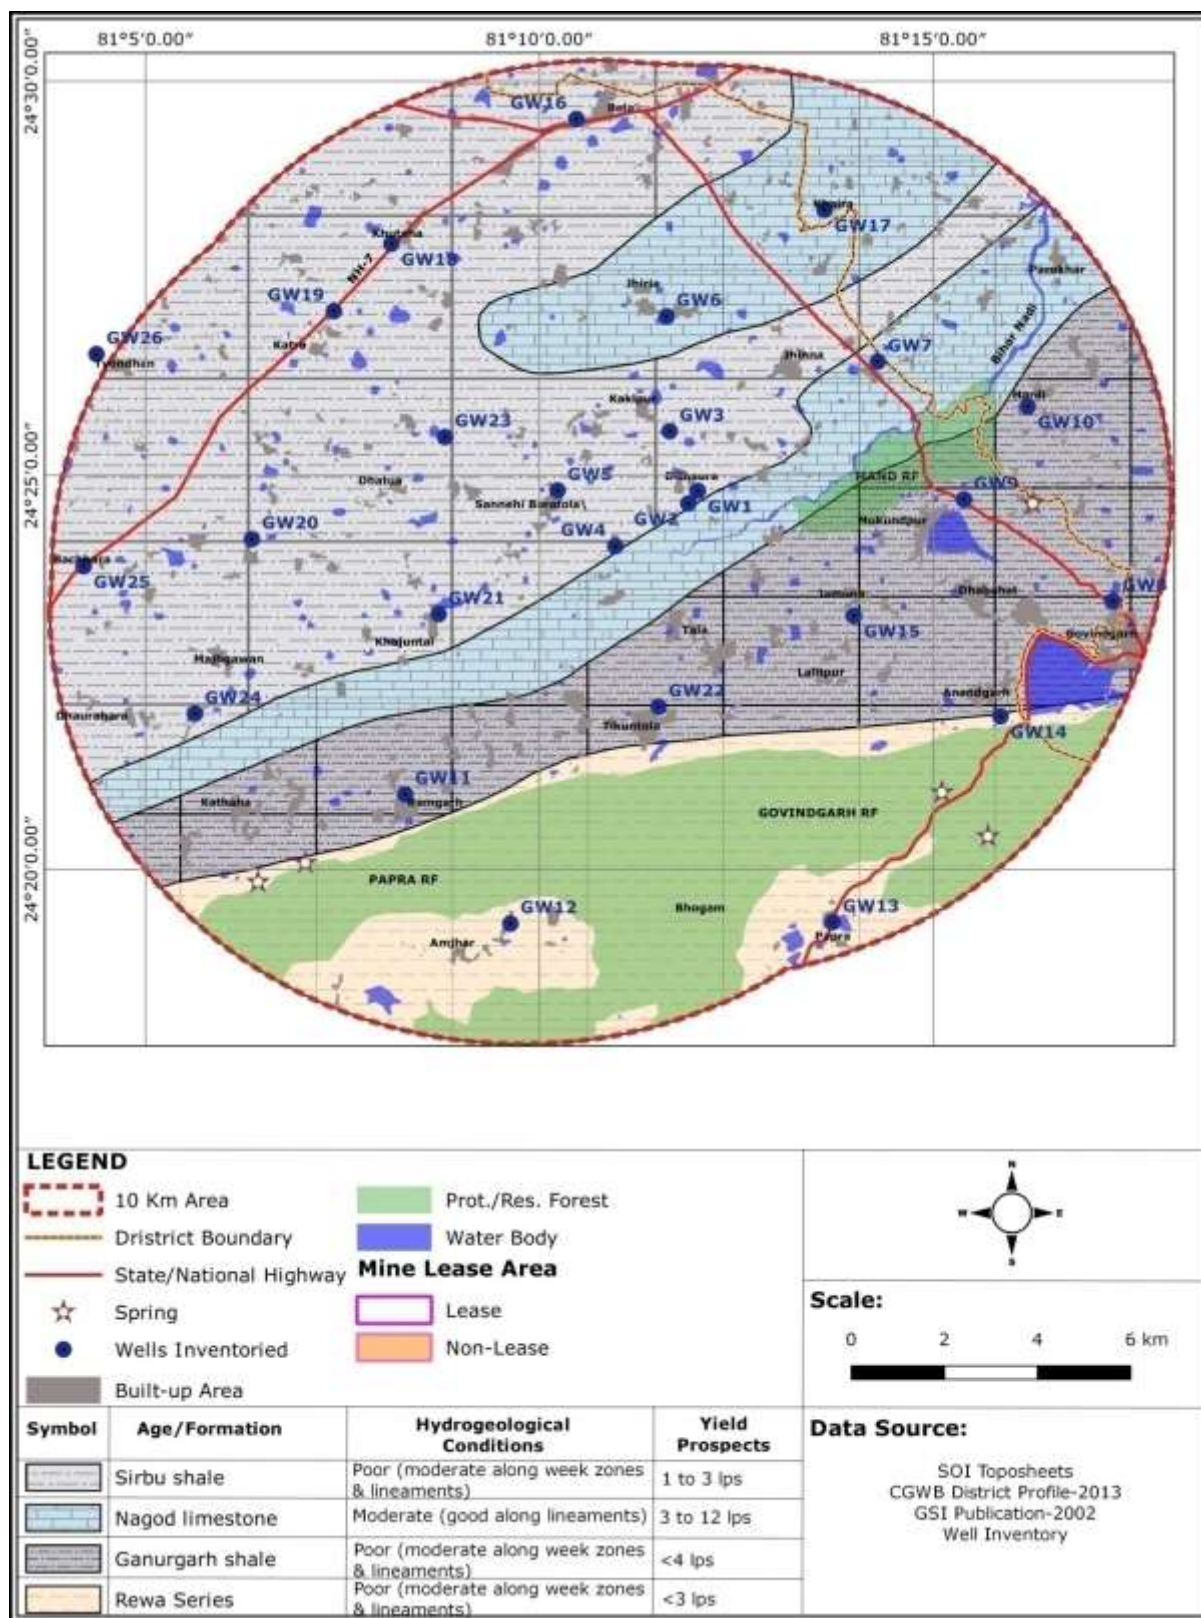 81°5'0.00" 81°10'0.00" 81°15'0.00"
24°30'0.00"
24°25'0.00"
24°20'0.00"
GW16
Bela
GW17
GW18
NH-7
GW19
Jhiria
GW6
Bihar Nadi
GW26
Katra
Jhinna
GW7
Hardi
GW10
GW3
GW23
Dhatua
GW5
Sannehi Baratola\
GW1
GW2
GW4
HAND RF
GW9
Mukundpur
GW20
GW25
GW21
Khajuntal
Tala
GW15
Dhabuhat
Govindgarh
Lalitpur
Majhgawan
Anandgarh
GW24
Dhaurahara
GW22
Tikuntola
GW14
Kathaha
GW11
Ramgarh
GOVINDGARH RF
PAPRA RF
Bhogam
GW12
Amjhar
GW13
Papra
LEGEND
10 Km Area
Dristrict Boundary
State/National Highway
Spring
Wells Inventoried
Built-up Area
Prot./Res. Forest
Water Body
Mine Lease Area
Lease
Non-Lease
N
W E
S
Scale:
0 2 4 6 km
Symbol Age/Formation Hydrogeological Conditions Yield Prospects
Sirbu shale Poor (moderate along week zones & lineaments) 1 to 3 lps
Nagod limestone Moderate (good along lineaments) 3 to 12 lps
Ganurgarh shale Poor (moderate along week zones & lineaments) <4 lps
Rewa Series Poor (moderate along week zones & lineaments) <3 lps
Data Source:
SOI Toposheets
CGWB District Profile-2013
GSI Publication-2002
Well Inventory